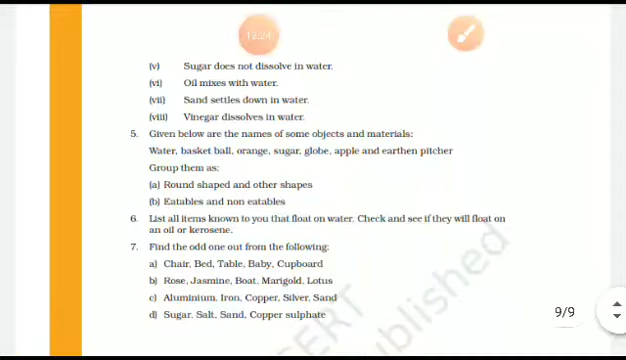 12:24
(v) Sugar does not dissolve in water.
(vi) Oil mixes with water.
(vii) Sand settles down in water.
(viii) Vinegar dissolves in water.
5. Given below are the names of some objects and materials:
Water, basket ball, orange, sugar, globe, apple and earthen pitcher
Group them as:
(a) Round shaped and other shapes
(b) Eatables and non eatables
6. List all items known to you that float on water. Check and see if they will float on
an oil or kerosene.
7. Find the odd one out from the following:
a) Chair, Bed, Table, Baby, Cupboard
b) Rose, Jasmine, Boat, Marigold, Lotus
c) Aluminium, Iron, Copper, Silver, Sand
d) Sugar, Salt, Sand, Copper sulphate
9/9